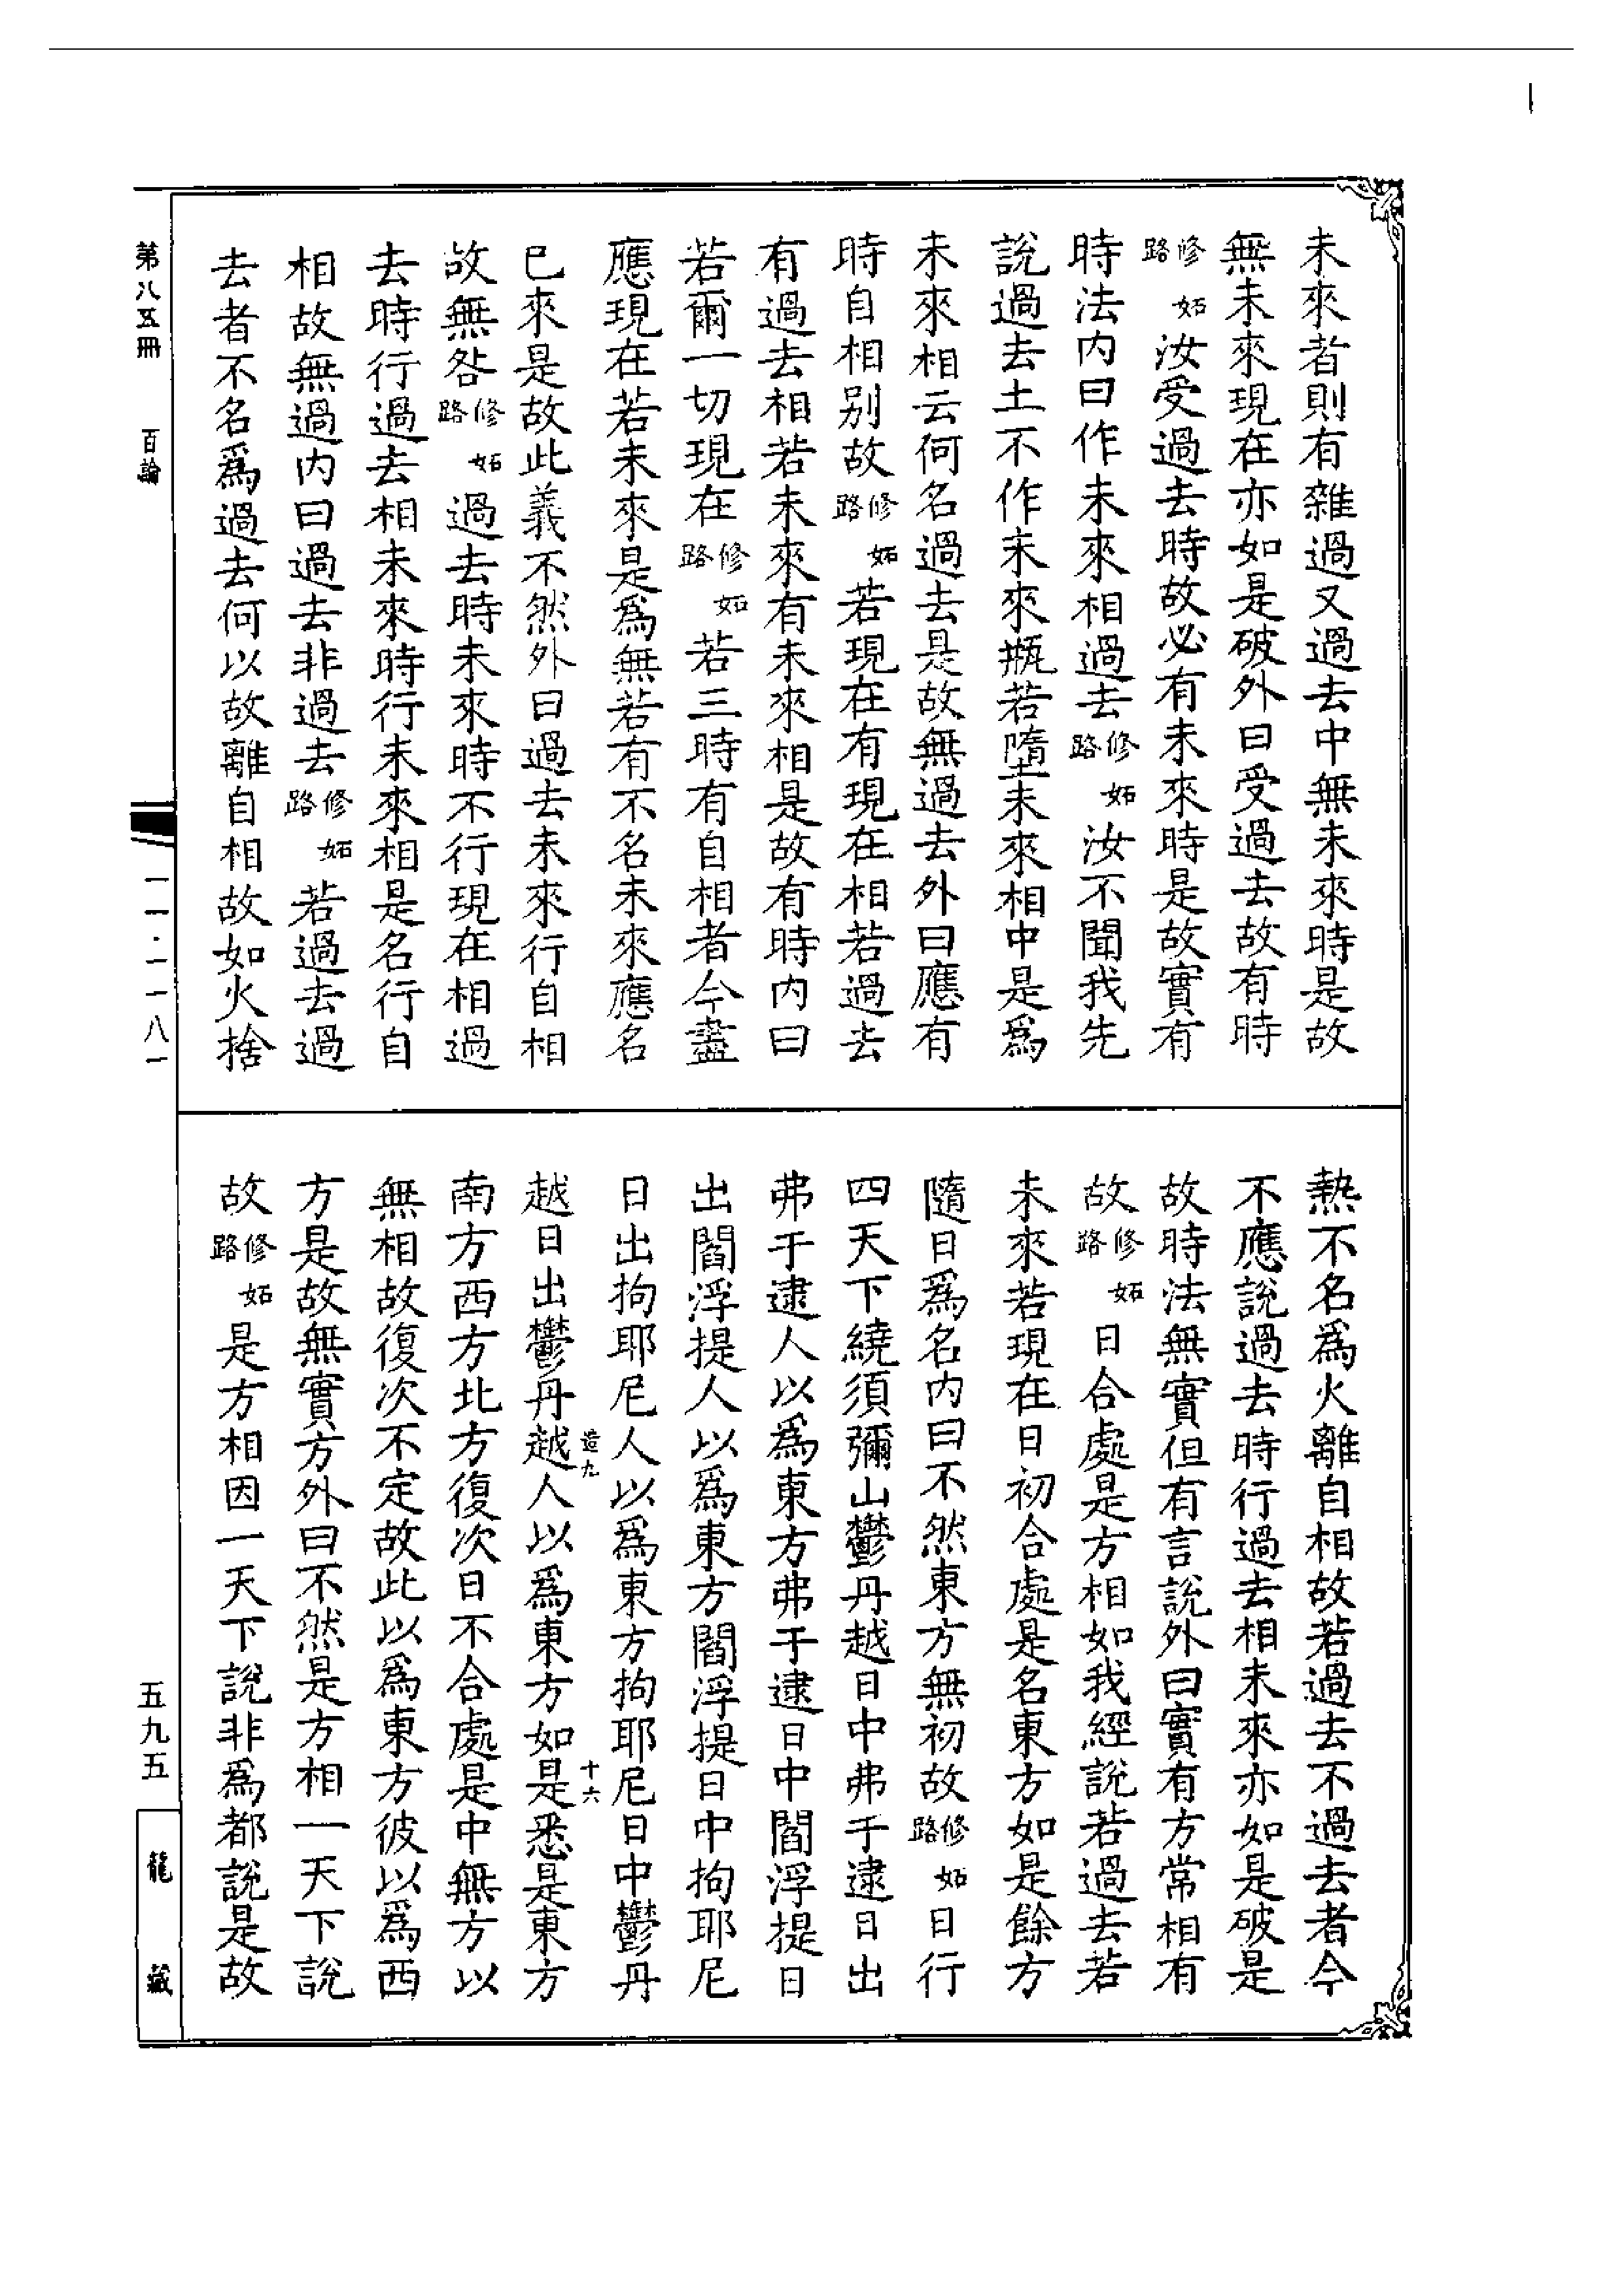 未來者則有雜過又過去中無未來時是故
無未來現在亦如是破外曰受過去故有時
修妬路汝受過去時故必有未來時是故實有
時法內曰作未來相過去修妬路汝不聞我先
說過去土不作未來瓶若墮未來相中是爲
未來相云何名過去是故無過去外曰應有
時自相別故修妬路若現在有現在相若過去
有過去相若未來有未來相是故有時內曰
若爾一切現在修妬路若三時有自相者今盡
應現在若未來是爲無若有不名未來應名
已來是故此義不然外曰過去未來行自相
故無咎修妬路過去時未來時不行現在相過
去時行過去相未來時行未來相是名行自
相故無過內曰過去非過去修妬路若過去過
去者不名爲過去何以故離自相故如火捨
熱不名爲火離自相故若過去不過去者今
不應說過去時行過去相未來亦如是破是
故時法無實但有言說外曰實有方常相有
故修妬路日合處是方相如我經說若過去若
未來若現在日初合處是名東方如是餘方
隨日爲名內曰不然東方無初故修妬路日行
四天下繞須彌山鬱丹越日中弗于逮日出
弗于逮人以爲東方弗于逮日中閻浮提日
出閻浮提人以爲東方閻浮提日中拘耶尼
日出拘耶尼人以爲東方拘耶尼日中鬱丹
造九 十六
越日出鬱丹越人以爲東方如是悉是東方
南方西方北方復次日不合處是中無方以
無相故復次不定故此以爲東方彼以爲西
方是故無實方外曰不然是方相一天下說
故修妬路是方相因一天下說非爲都說是故
第八五冊 百論 一一·一一八一 五九五 龍藏